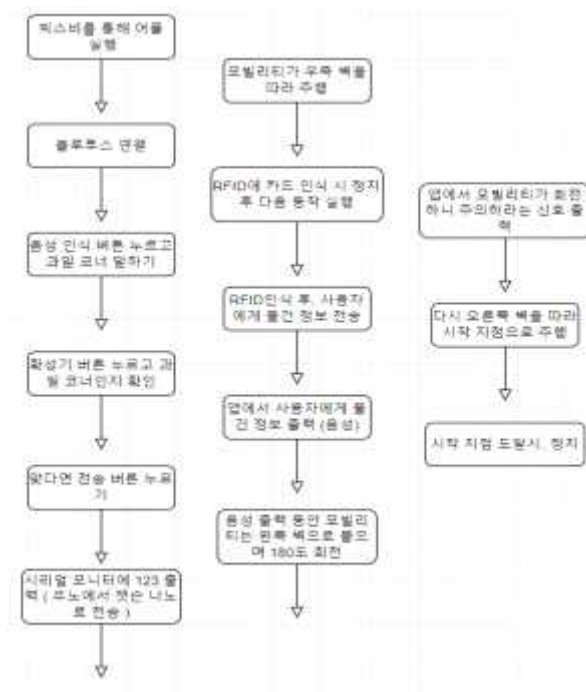 빅스비를 통해 어플
실행
블루투스 연결
음성 인식 버튼 누르고
과일 코너 말하기
확성기 버튼 누르고 과
일 코너인지 확인
맞다면 전송 버튼 누르
기
시리얼 모니터에 123 출
력 ( 우노에서 젯슨 나노
로 전송 )
모빌리티가 우측 벽을
따라 주행
RFID에 카드 인식 시 정지
후 다음 동작 실행
RFID인식 후, 사용자
에게 물건 정보 전송
앱에서 사용자에게 물
건 정보 출력 (음성)
음성 출력 동안 모빌리
티는 왼쪽 벽으로 붙으
며 180도 회전
앱에서 모빌리티가 회전
하니 주의하라는 신호 출
력
다시 오른쪽 벽을 따라
시작 지점으로 주행
시작 지점 도달시, 정지